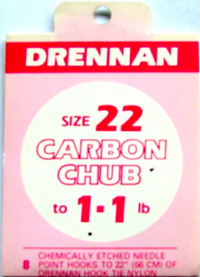 DRENNAN
SIZE 22
CARBON
CHUB
to 1·1 lb
8 CHEMICALLY ETCHED NEEDLE
POINT HOOKS TO 22" (56 CM) OF
DRENNAN HOOK TIE NYLON